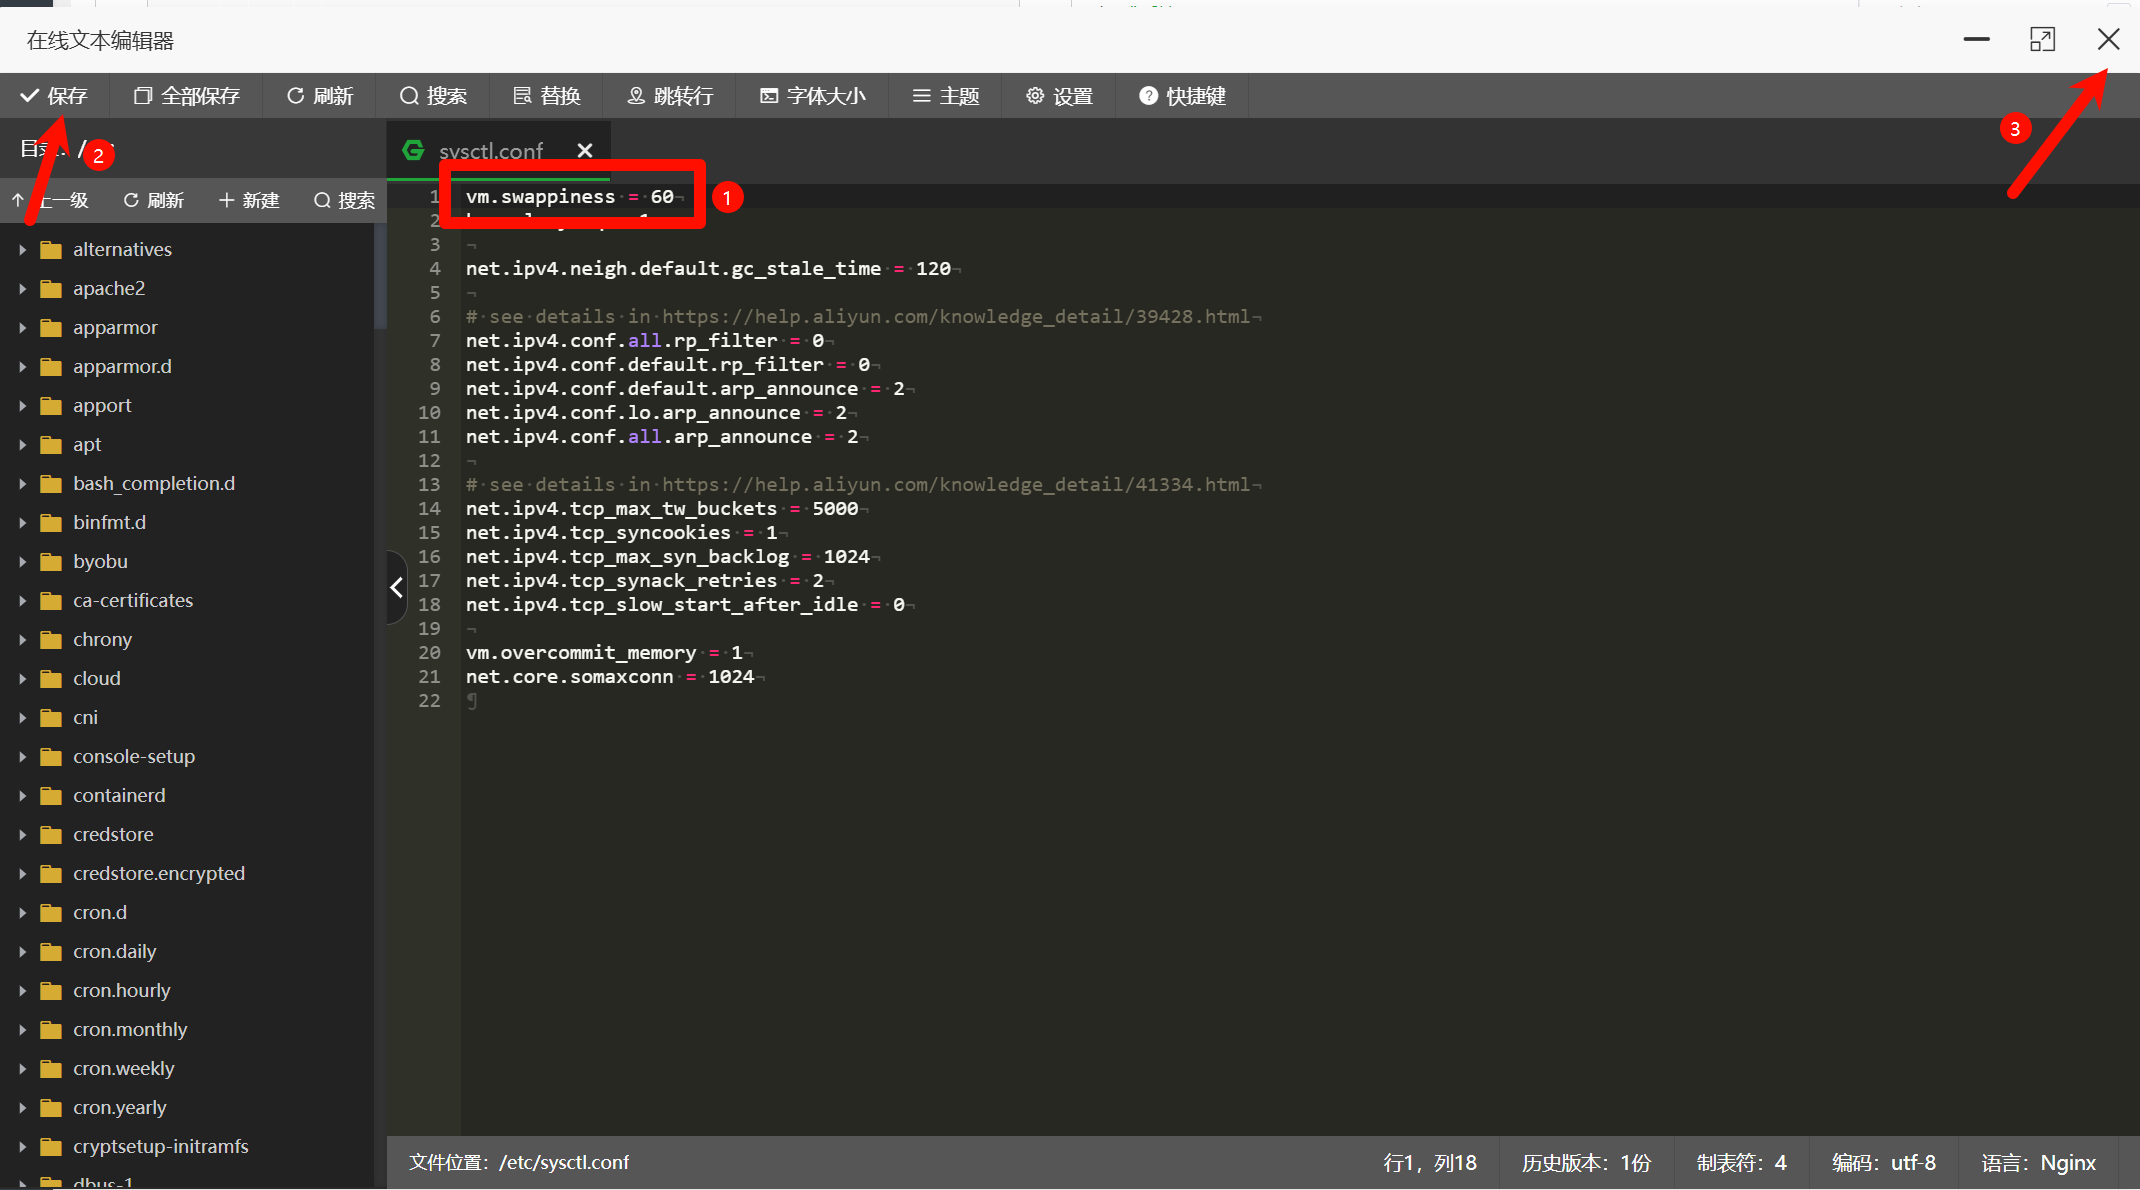 在线文本编辑器
保存 全部保存 刷新 搜索 替换 跳转行 字体大小 主题 设置 快捷键
2
3
sysctl.conf
上一级 刷新 新建 搜索
1 vm.swappiness = 60
1
2
3
4 net.ipv4.neigh.default.gc_stale_time = 120
5
6 # see details in https://help.aliyun.com/knowledge_detail/39428.html
7 net.ipv4.conf.all.rp_filter = 0
8 net.ipv4.conf.default.rp_filter = 0
9 net.ipv4.conf.default.arp_announce = 2
10 net.ipv4.conf.lo.arp_announce = 2
11 net.ipv4.conf.all.arp_announce = 2
12
13 # see details in https://help.aliyun.com/knowledge_detail/41334.html
14 net.ipv4.tcp_max_tw_buckets = 5000
15 net.ipv4.tcp_syncookies = 1
16 net.ipv4.tcp_max_syn_backlog = 1024
17 net.ipv4.tcp_synack_retries = 2
18 net.ipv4.tcp_slow_start_after_idle = 0
19
20 vm.overcommit_memory = 1
21 net.core.somaxconn = 1024
22
alternatives
apache2
apparmor
apparmor.d
apport
apt
bash_completion.d
binfmt.d
byobu
ca-certificates
chrony
cloud
cni
console-setup
containerd
credstore
credstore.encrypted
cron.d
cron.daily
cron.hourly
cron.monthly
cron.weekly
cron.yearly
cryptsetup-initramfs
dbus-1
文件位置：/etc/sysctl.conf 行1，列18 历史版本：1份 制表符：4 编码：utf-8 语言：Nginx